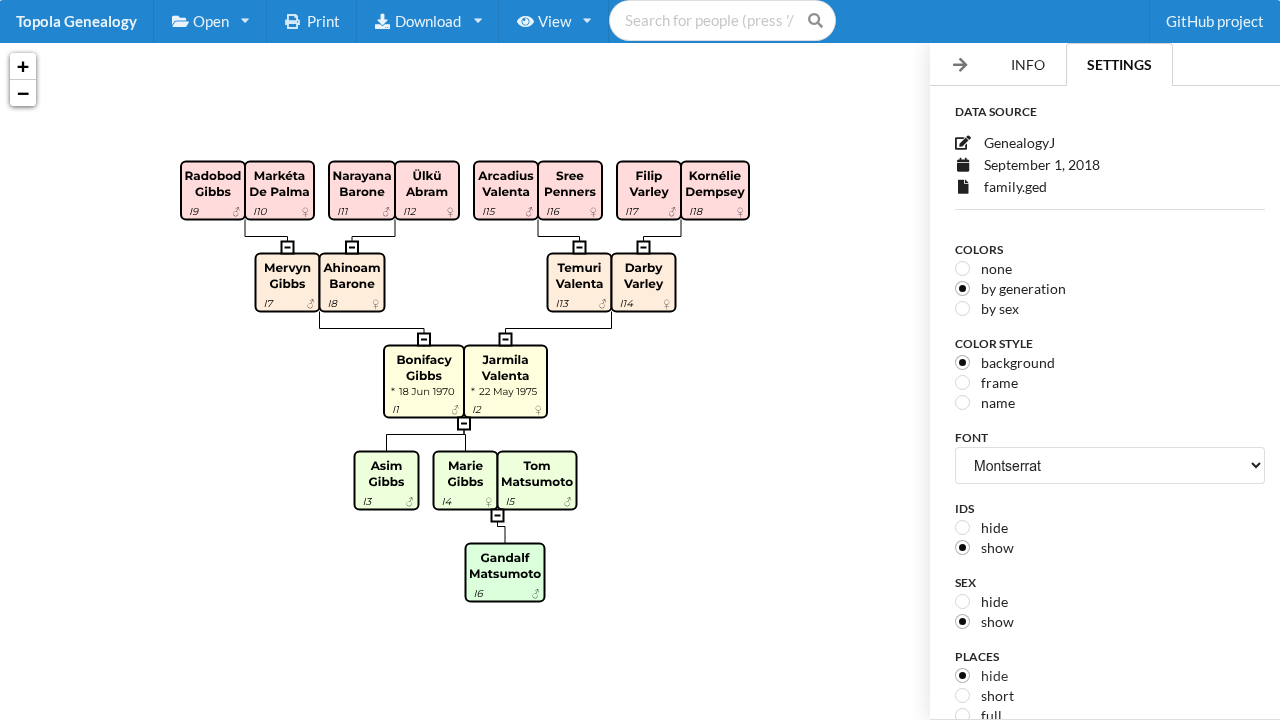 Topola Genealogy
Open
Print
Download
View
Search for people (press '/
GitHub project
+
−
INFO
SETTINGS
DATA SOURCE
GenealogyJ
September 1, 2018
family.ged
COLORS
none
by generation
by sex
COLOR STYLE
background
frame
name
FONT
Montserrat
IDS
hide
show
SEX
hide
show
PLACES
hide
short
full
Radobod
Gibbs
I9 ♂
Markéta
De Palma
I10 ♀
Narayana
Barone
I11 ♂
Ülkü
Abram
I12 ♀
Arcadius
Valenta
I15 ♂
Sree
Penners
I16 ♀
Filip
Varley
I17 ♂
Kornélie
Dempsey
I18 ♀
Mervyn
Gibbs
I7 ♂
Ahinoam
Barone
I8 ♀
Temuri
Valenta
I13 ♂
Darby
Varley
I14 ♀
Bonifacy
Gibbs
* 18 Jun 1970
I1 ♂
Jarmila
Valenta
* 22 May 1975
I2 ♀
Asim
Gibbs
I3 ♂
Marie
Gibbs
I4 ♀
Tom
Matsumoto
I5 ♂
Gandalf
Matsumoto
I6 ♂